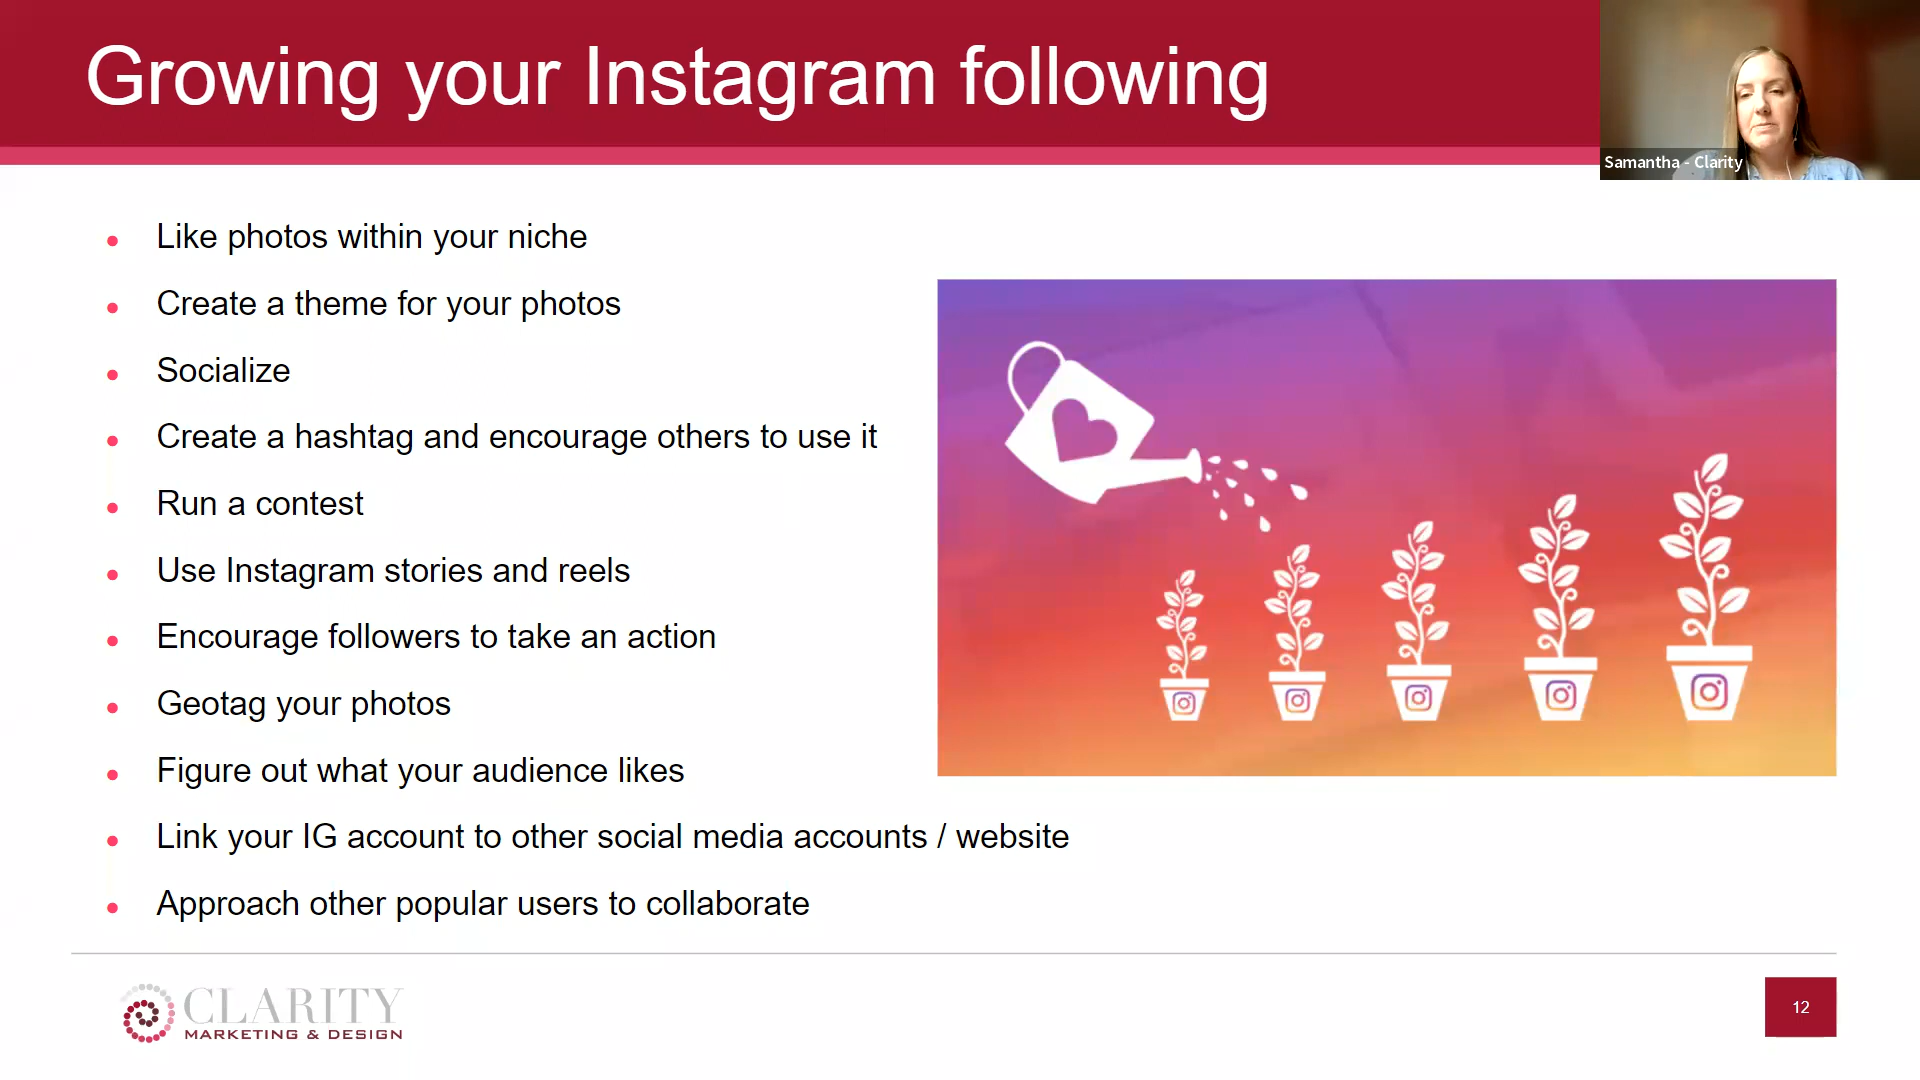 Growing your Instagram following
Samantha - Clarity
Like photos within your niche
Create a theme for your photos
Socialize
Create a hashtag and encourage others to use it
Run a contest
Use Instagram stories and reels
Encourage followers to take an action
Geotag your photos
Figure out what your audience likes
Link your IG account to other social media accounts / website
Approach other popular users to collaborate
CLARITY
MARKETING & DESIGN
12